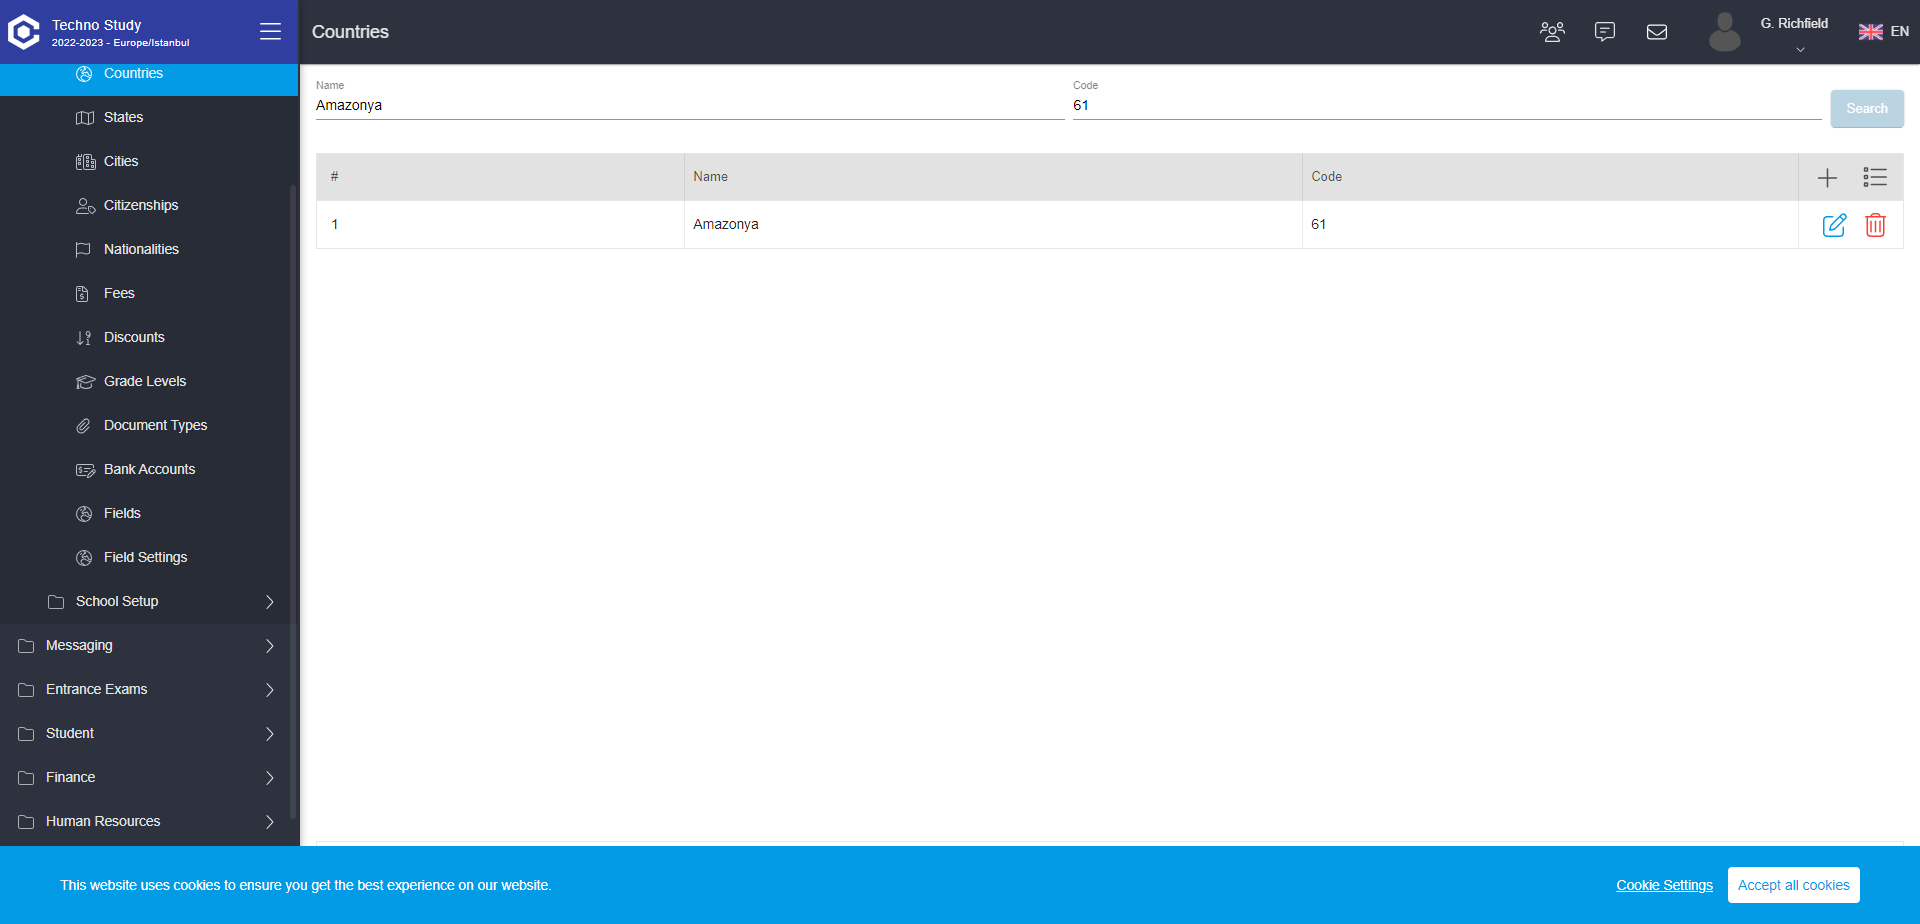 Techno Study
2022-2023 - Europe/Istanbul
Countries
G. Richfield
EN
Countries
States
Cities
Citizenships
Nationalities
Fees
Discounts
Grade Levels
Document Types
Bank Accounts
Fields
Field Settings
School Setup
Messaging
Entrance Exams
Student
Finance
Human Resources
Name
Amazonya
Code
61
Search
# Name Code
1 Amazonya 61
This website uses cookies to ensure you get the best experience on our website.
Cookie Settings
Accept all cookies